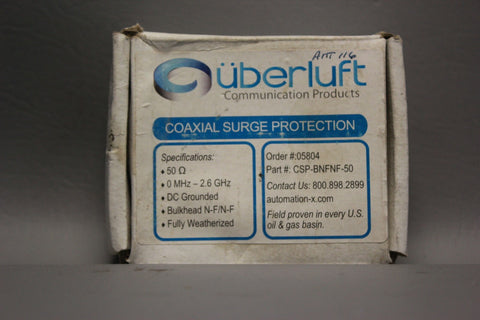 ANT 116
überluft
Communication Products
COAXIAL SURGE PROTECTION
Specifications:
♦ 50 Ω
♦ 0 MHz – 2.6 GHz
♦ DC Grounded
♦ Bulkhead N-F/N-F
♦ Fully Weatherized
Order #:05804
Part #: CSP-BNFNF-50
Contact Us: 800.898.2899
automation-x.com
Field proven in every U.S.
oil & gas basin.